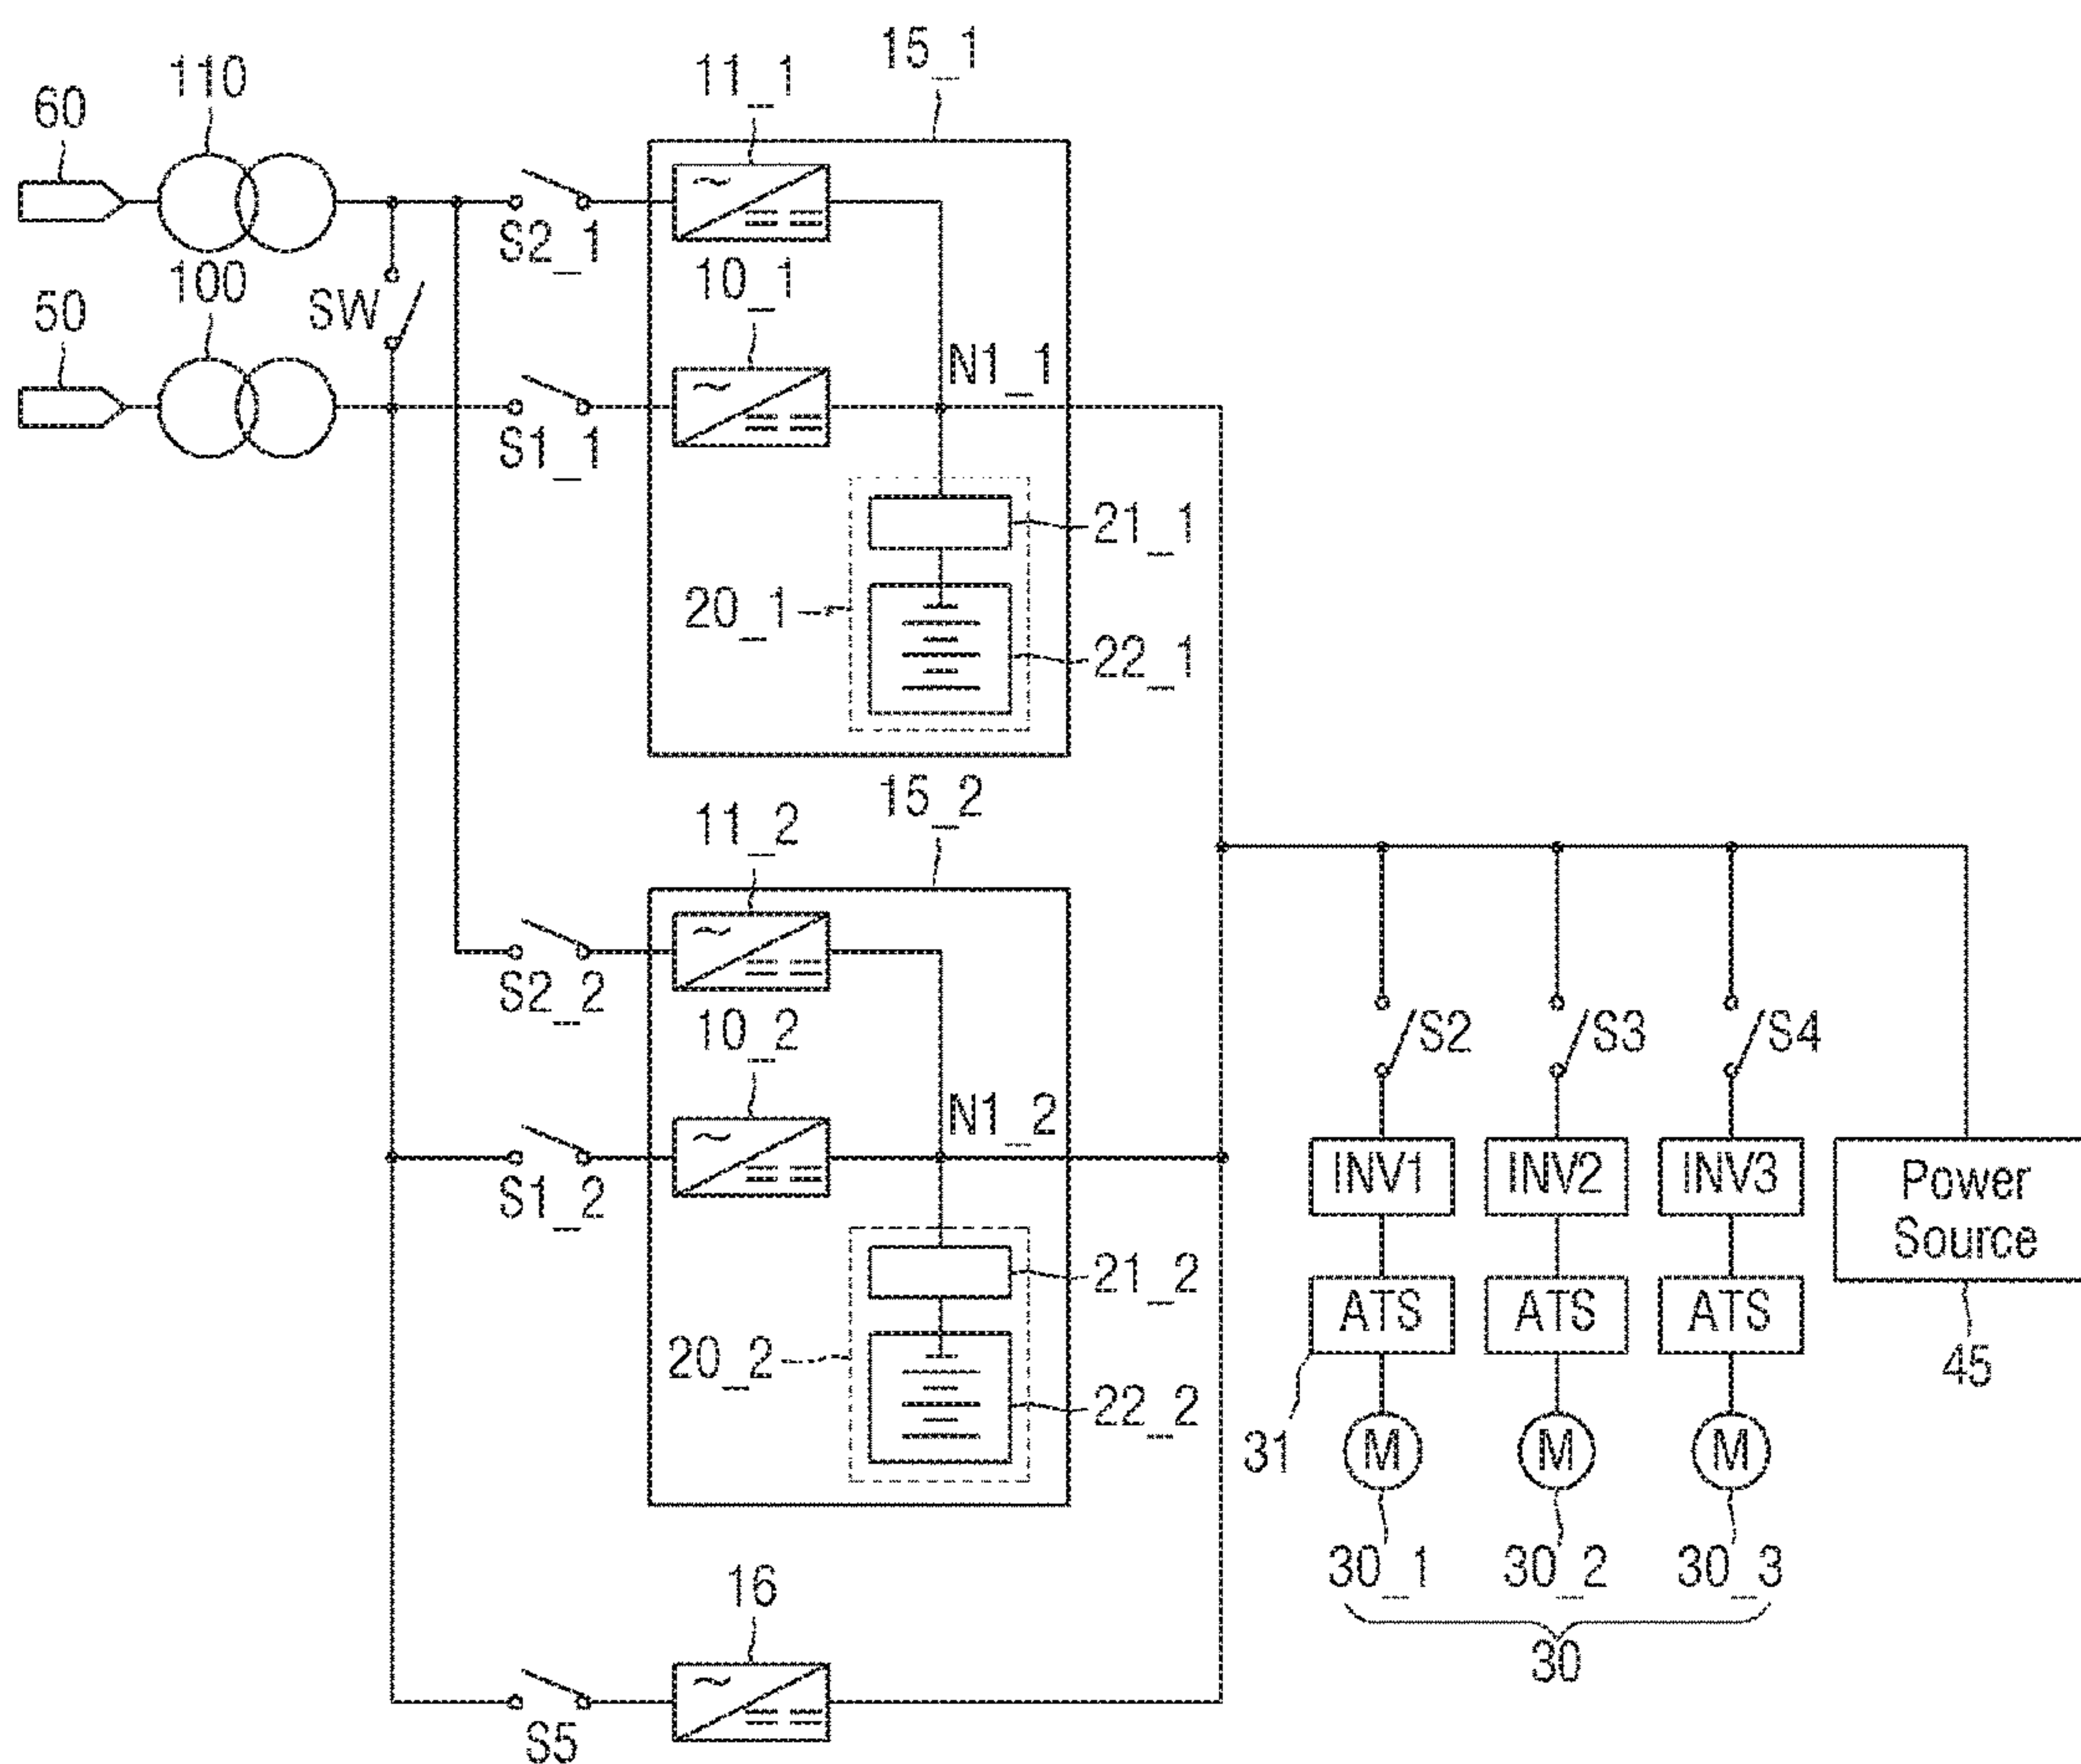 15_1
11_1
110
60
S2_1
10_1
100
SW
50
N1_1
S1_1
21_1
20_1
22_1
15_2
11_2
S2_2
10_2
S2
S3
S4
N1_2
INV1
INV2
INV3
Power
Source
S1_2
21_2
ATS
ATS
ATS
20_2
45
22_2
31
M
M
M
30_1
30_2
30_3
16
30
S5